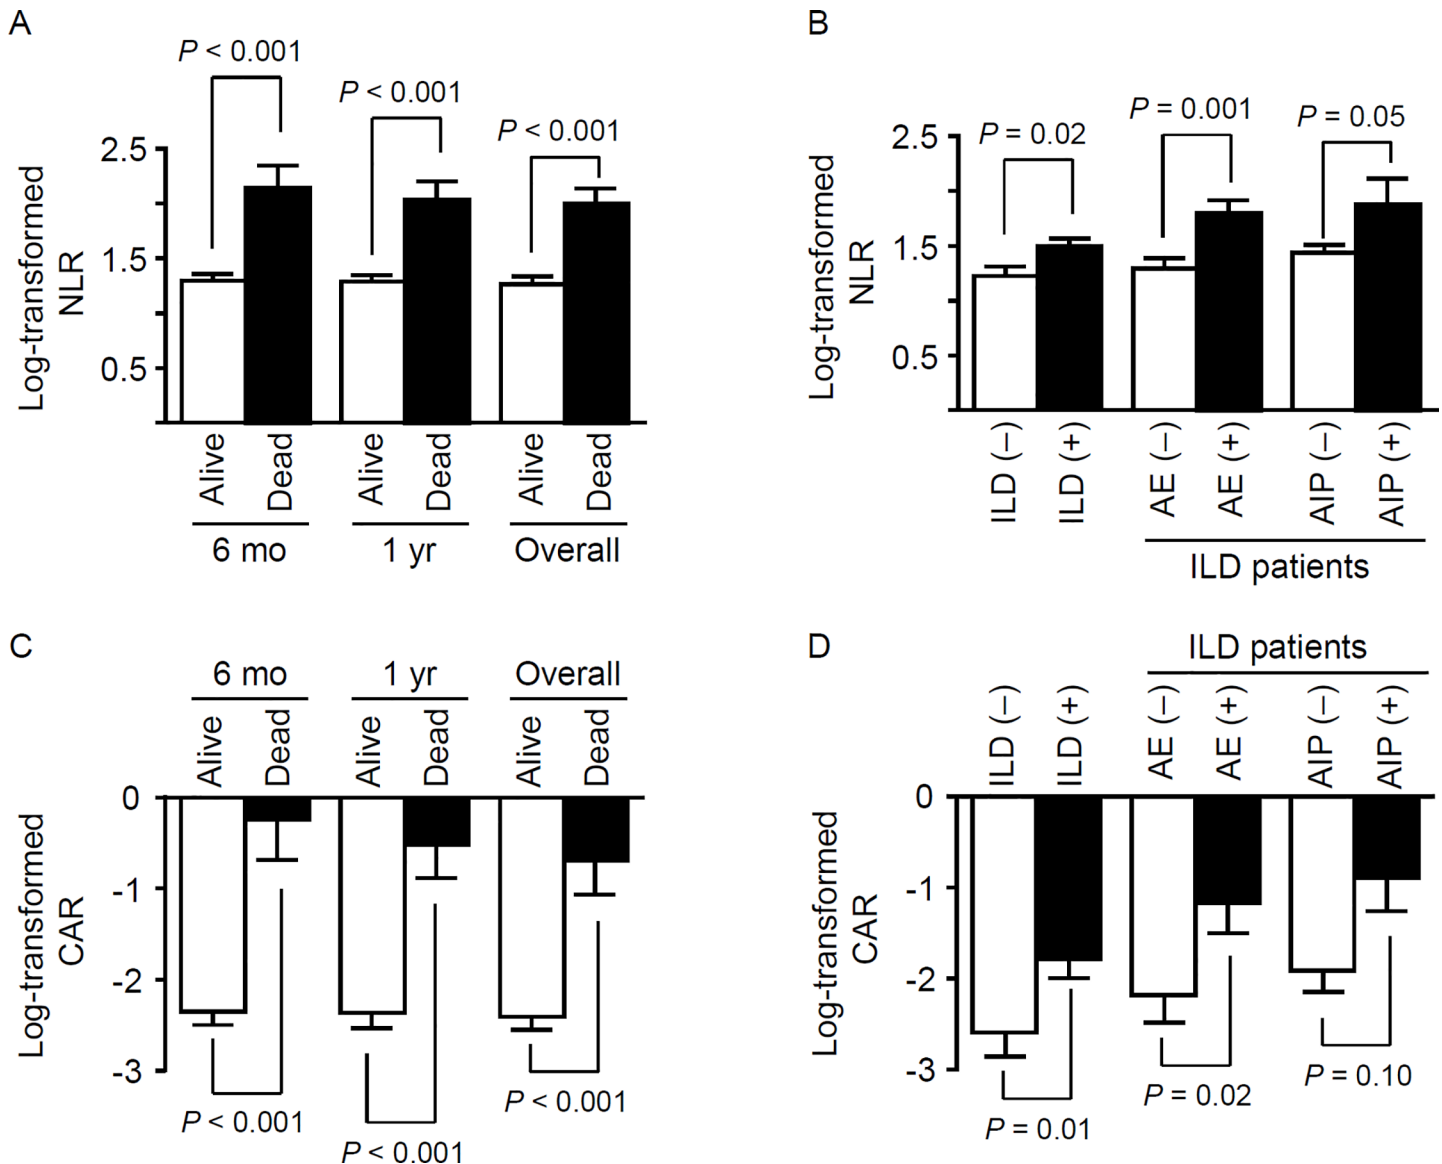 A
P < 0.001
P < 0.001
P < 0.001
2.5
1.5
0.5
Log-transformed
NLR
Alive
Dead
Alive
Dead
Alive
Dead
6 mo
1 yr
Overall
B
P = 0.02
P = 0.001
P = 0.05
2.5
1.5
0.5
Log-transformed
NLR
ILD (–)
ILD (+)
AE (–)
AE (+)
AIP (–)
AIP (+)
ILD patients
C
6 mo
1 yr
Overall
Alive
Dead
Alive
Dead
Alive
Dead
0
-1
-2
-3
Log-transformed
CAR
P < 0.001
P < 0.001
P < 0.001
D
ILD patients
ILD (–)
ILD (+)
AE (–)
AE (+)
AIP (–)
AIP (+)
0
-1
-2
-3
Log-transformed
CAR
P = 0.01
P = 0.02
P = 0.10